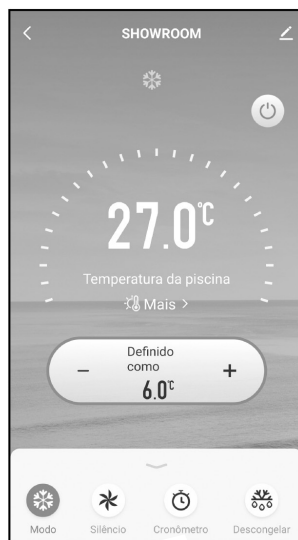 SHOWROOM
27.0℃
Temperatura da piscina
Mais >
Definido
como
− 6.0℃ +
Modo Silêncio Cronômetro Descongelar